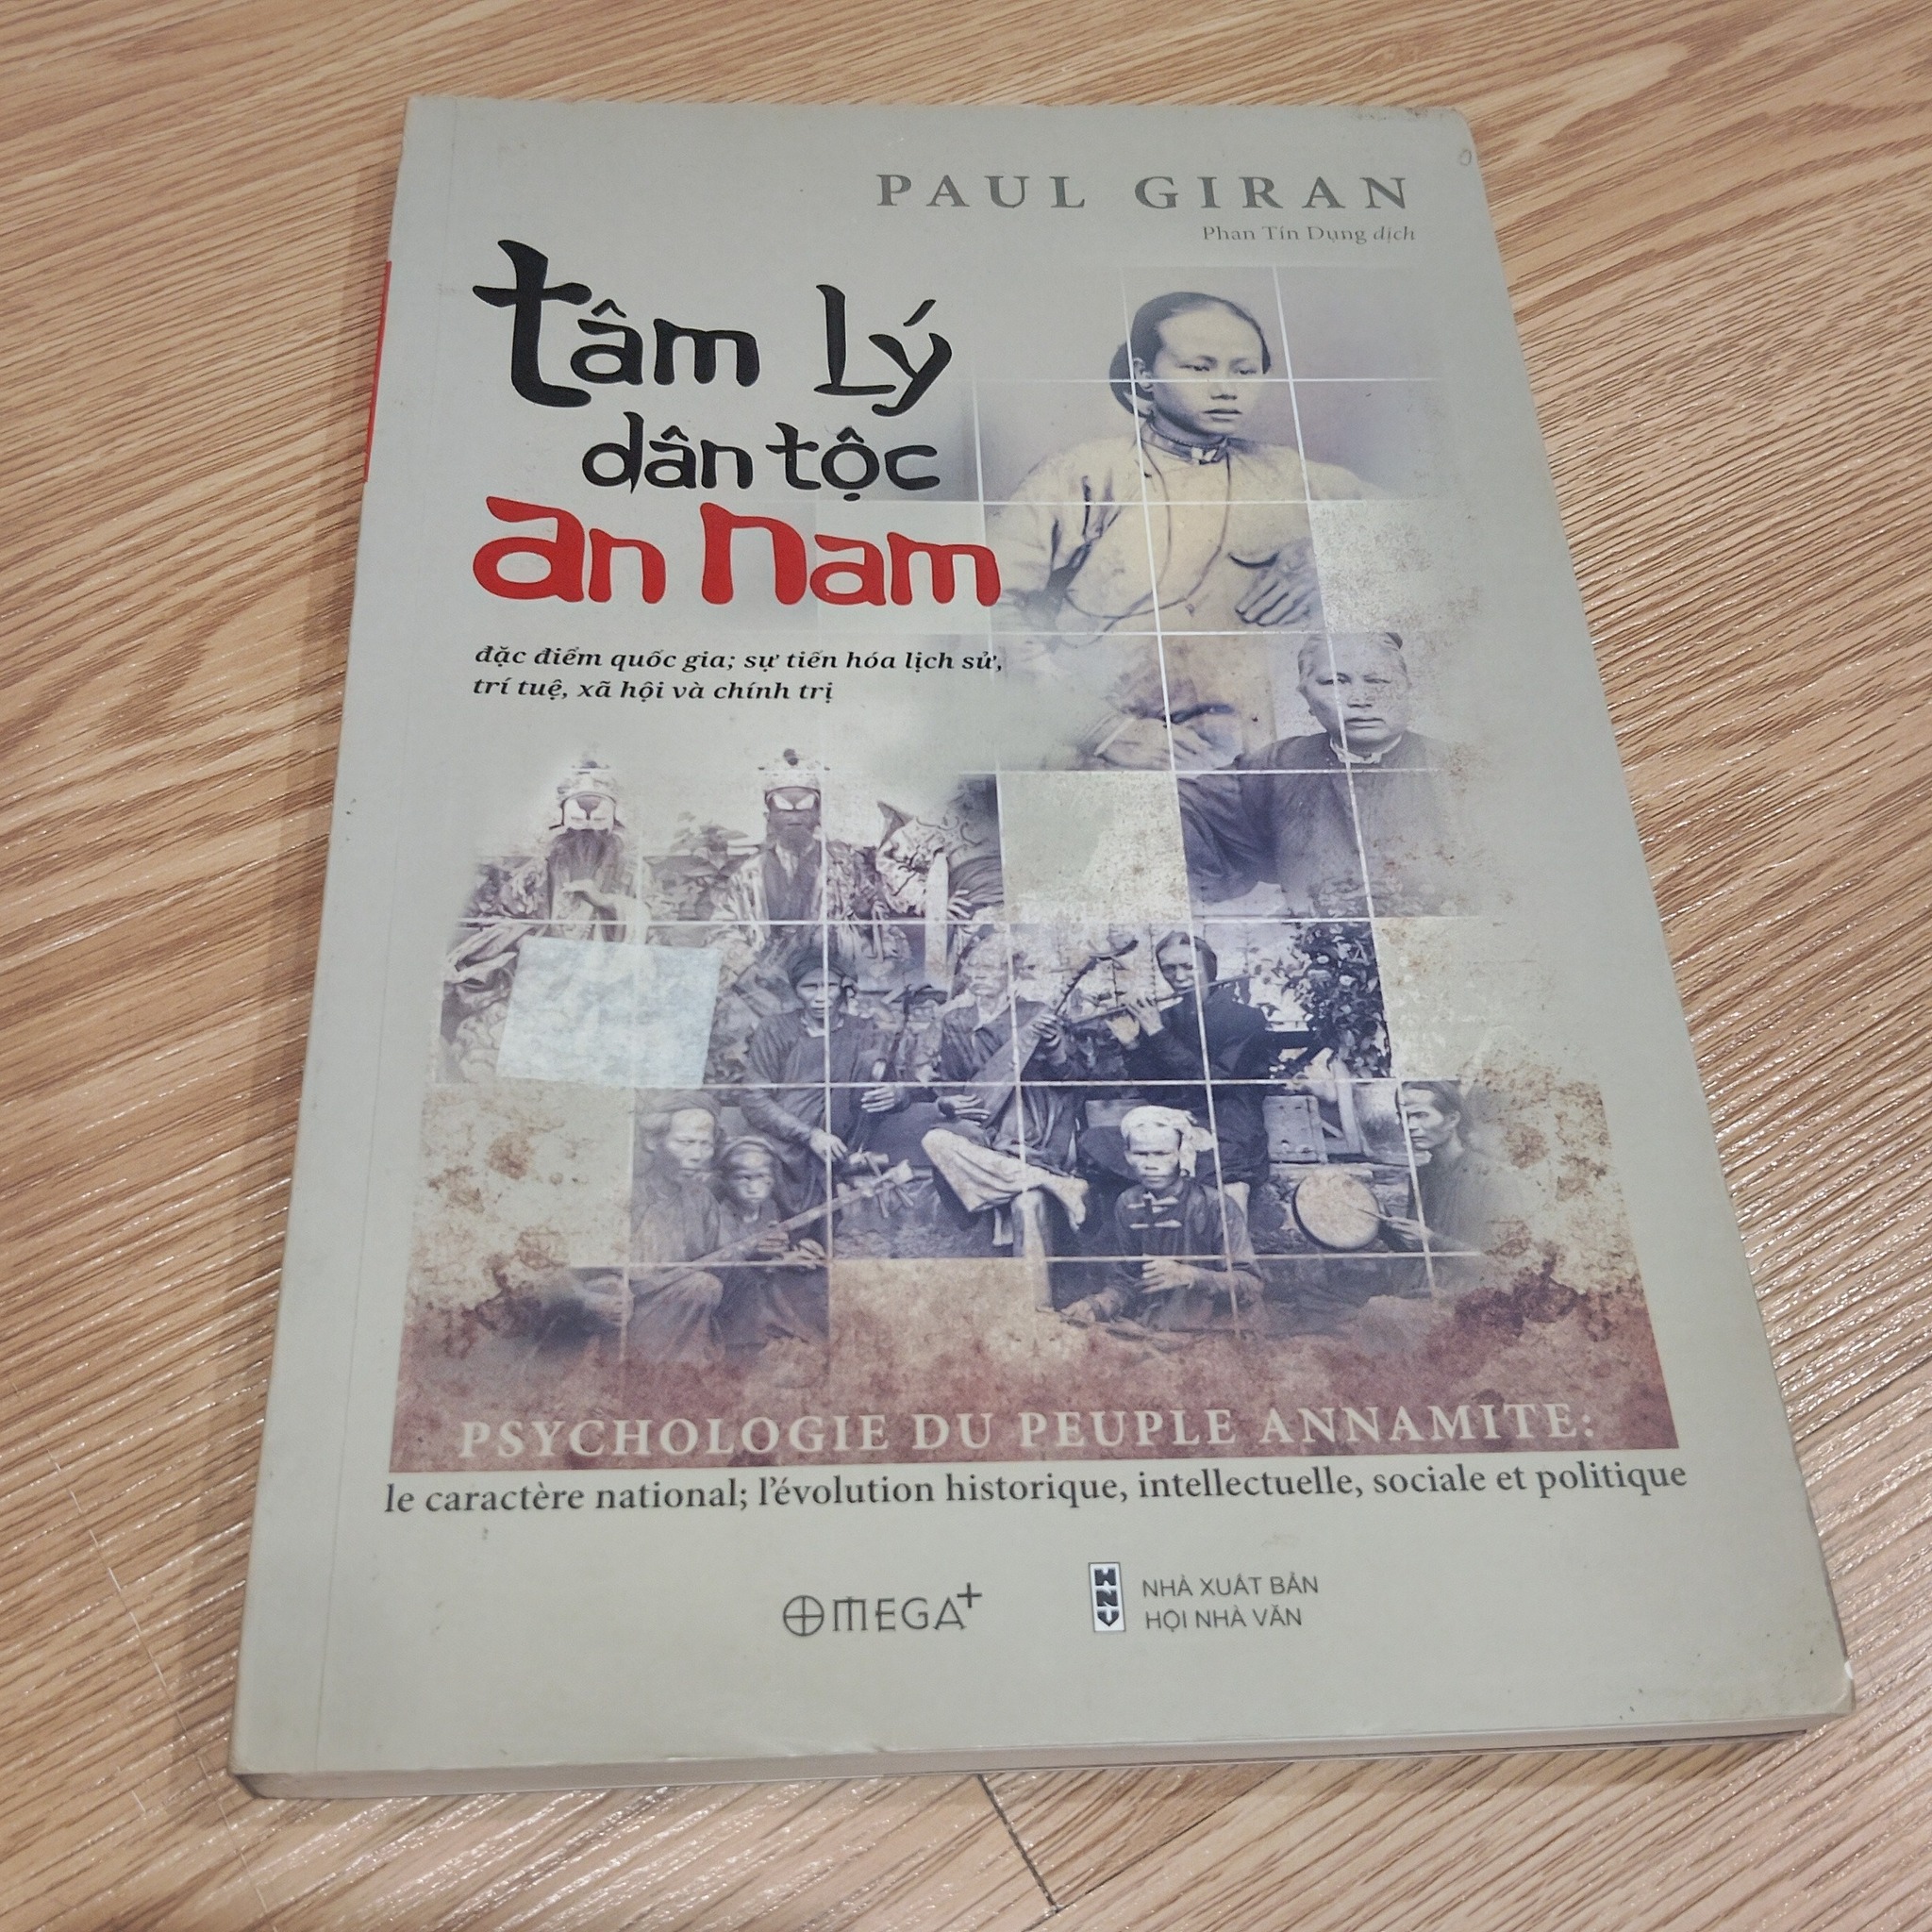 PAUL GIRAN
Phan Tín Dụng dịch
tâm lý
dân tộc
an nam
đặc điểm quốc gia; sự tiến hóa lịch sử,
trí tuệ, xã hội và chính trị
PSYCHOLOGIE DU PEUPLE ANNAMITE:
le caractère national; l'évolution historique, intellectuelle, sociale et politique
OMEGA+
HNV
NHÀ XUẤT BẢN
HỘI NHÀ VĂN